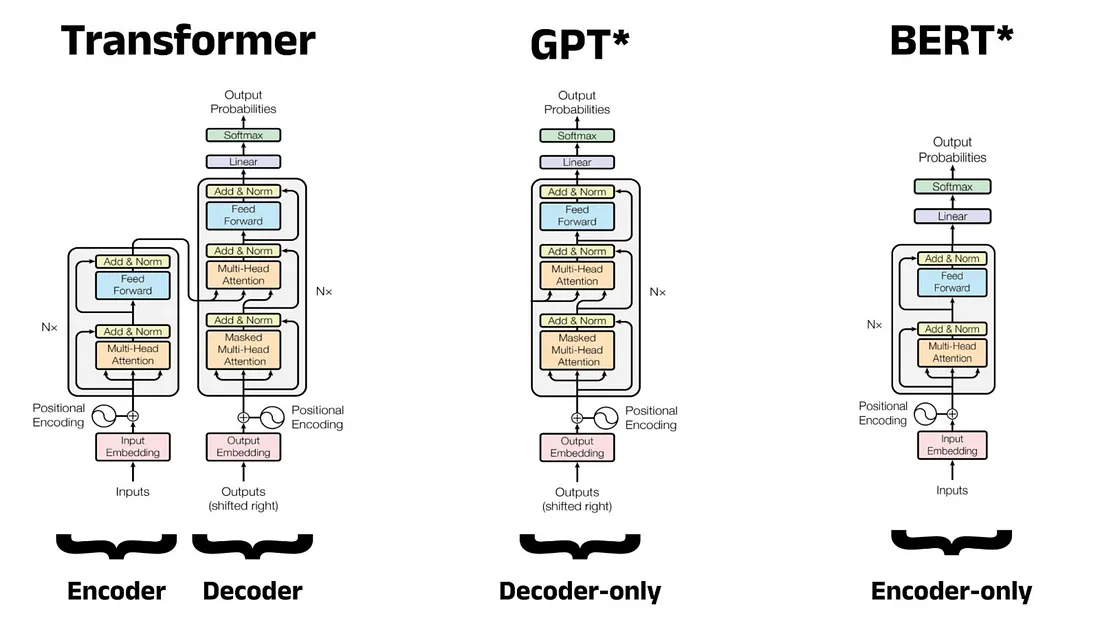 Transformer
Output
Probabilities
Softmax
Linear
Add & Norm
Feed
Forward
Add & Norm
Multi-Head
Attention
Add & Norm
Masked
Multi-Head
Attention
N×
Add & Norm
Feed
Forward
Add & Norm
Multi-Head
Attention
N×
Positional
Encoding
Positional
Encoding
Input
Embedding
Output
Embedding
Inputs
Outputs
(shifted right)
Encoder
Decoder
GPT*
Output
Probabilities
Softmax
Linear
Add & Norm
Feed
Forward
Add & Norm
Multi-Head
Attention
Add & Norm
Masked
Multi-Head
Attention
N×
Positional
Encoding
Output
Embedding
Outputs
(shifted right)
Decoder-only
BERT*
Output
Probabilities
Softmax
Linear
Add & Norm
Feed
Forward
Add & Norm
Multi-Head
Attention
N×
Positional
Encoding
Input
Embedding
Inputs
Encoder-only